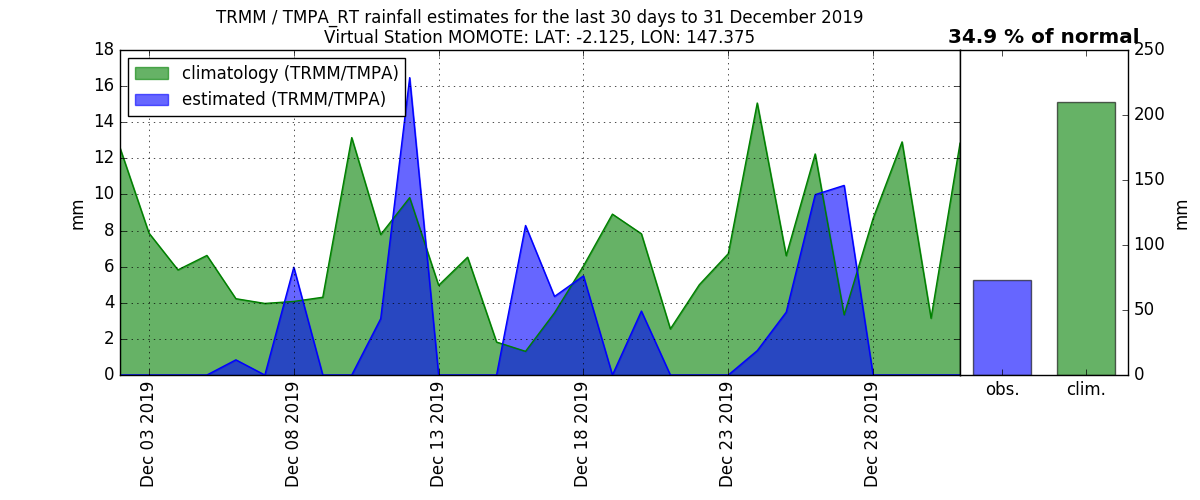 TRMM / TMPA_RT rainfall estimates for the last 30 days to 31 December 2019
Virtual Station MOMOTE: LAT: -2.125, LON: 147.375
34.9 % of normal
climatology (TRMM/TMPA)
estimated (TRMM/TMPA)
mm
18
16
14
12
10
8
6
4
2
0
Dec 03 2019
Dec 08 2019
Dec 13 2019
Dec 18 2019
Dec 23 2019
Dec 28 2019
250
200
150
100
50
0
mm
obs.
clim.